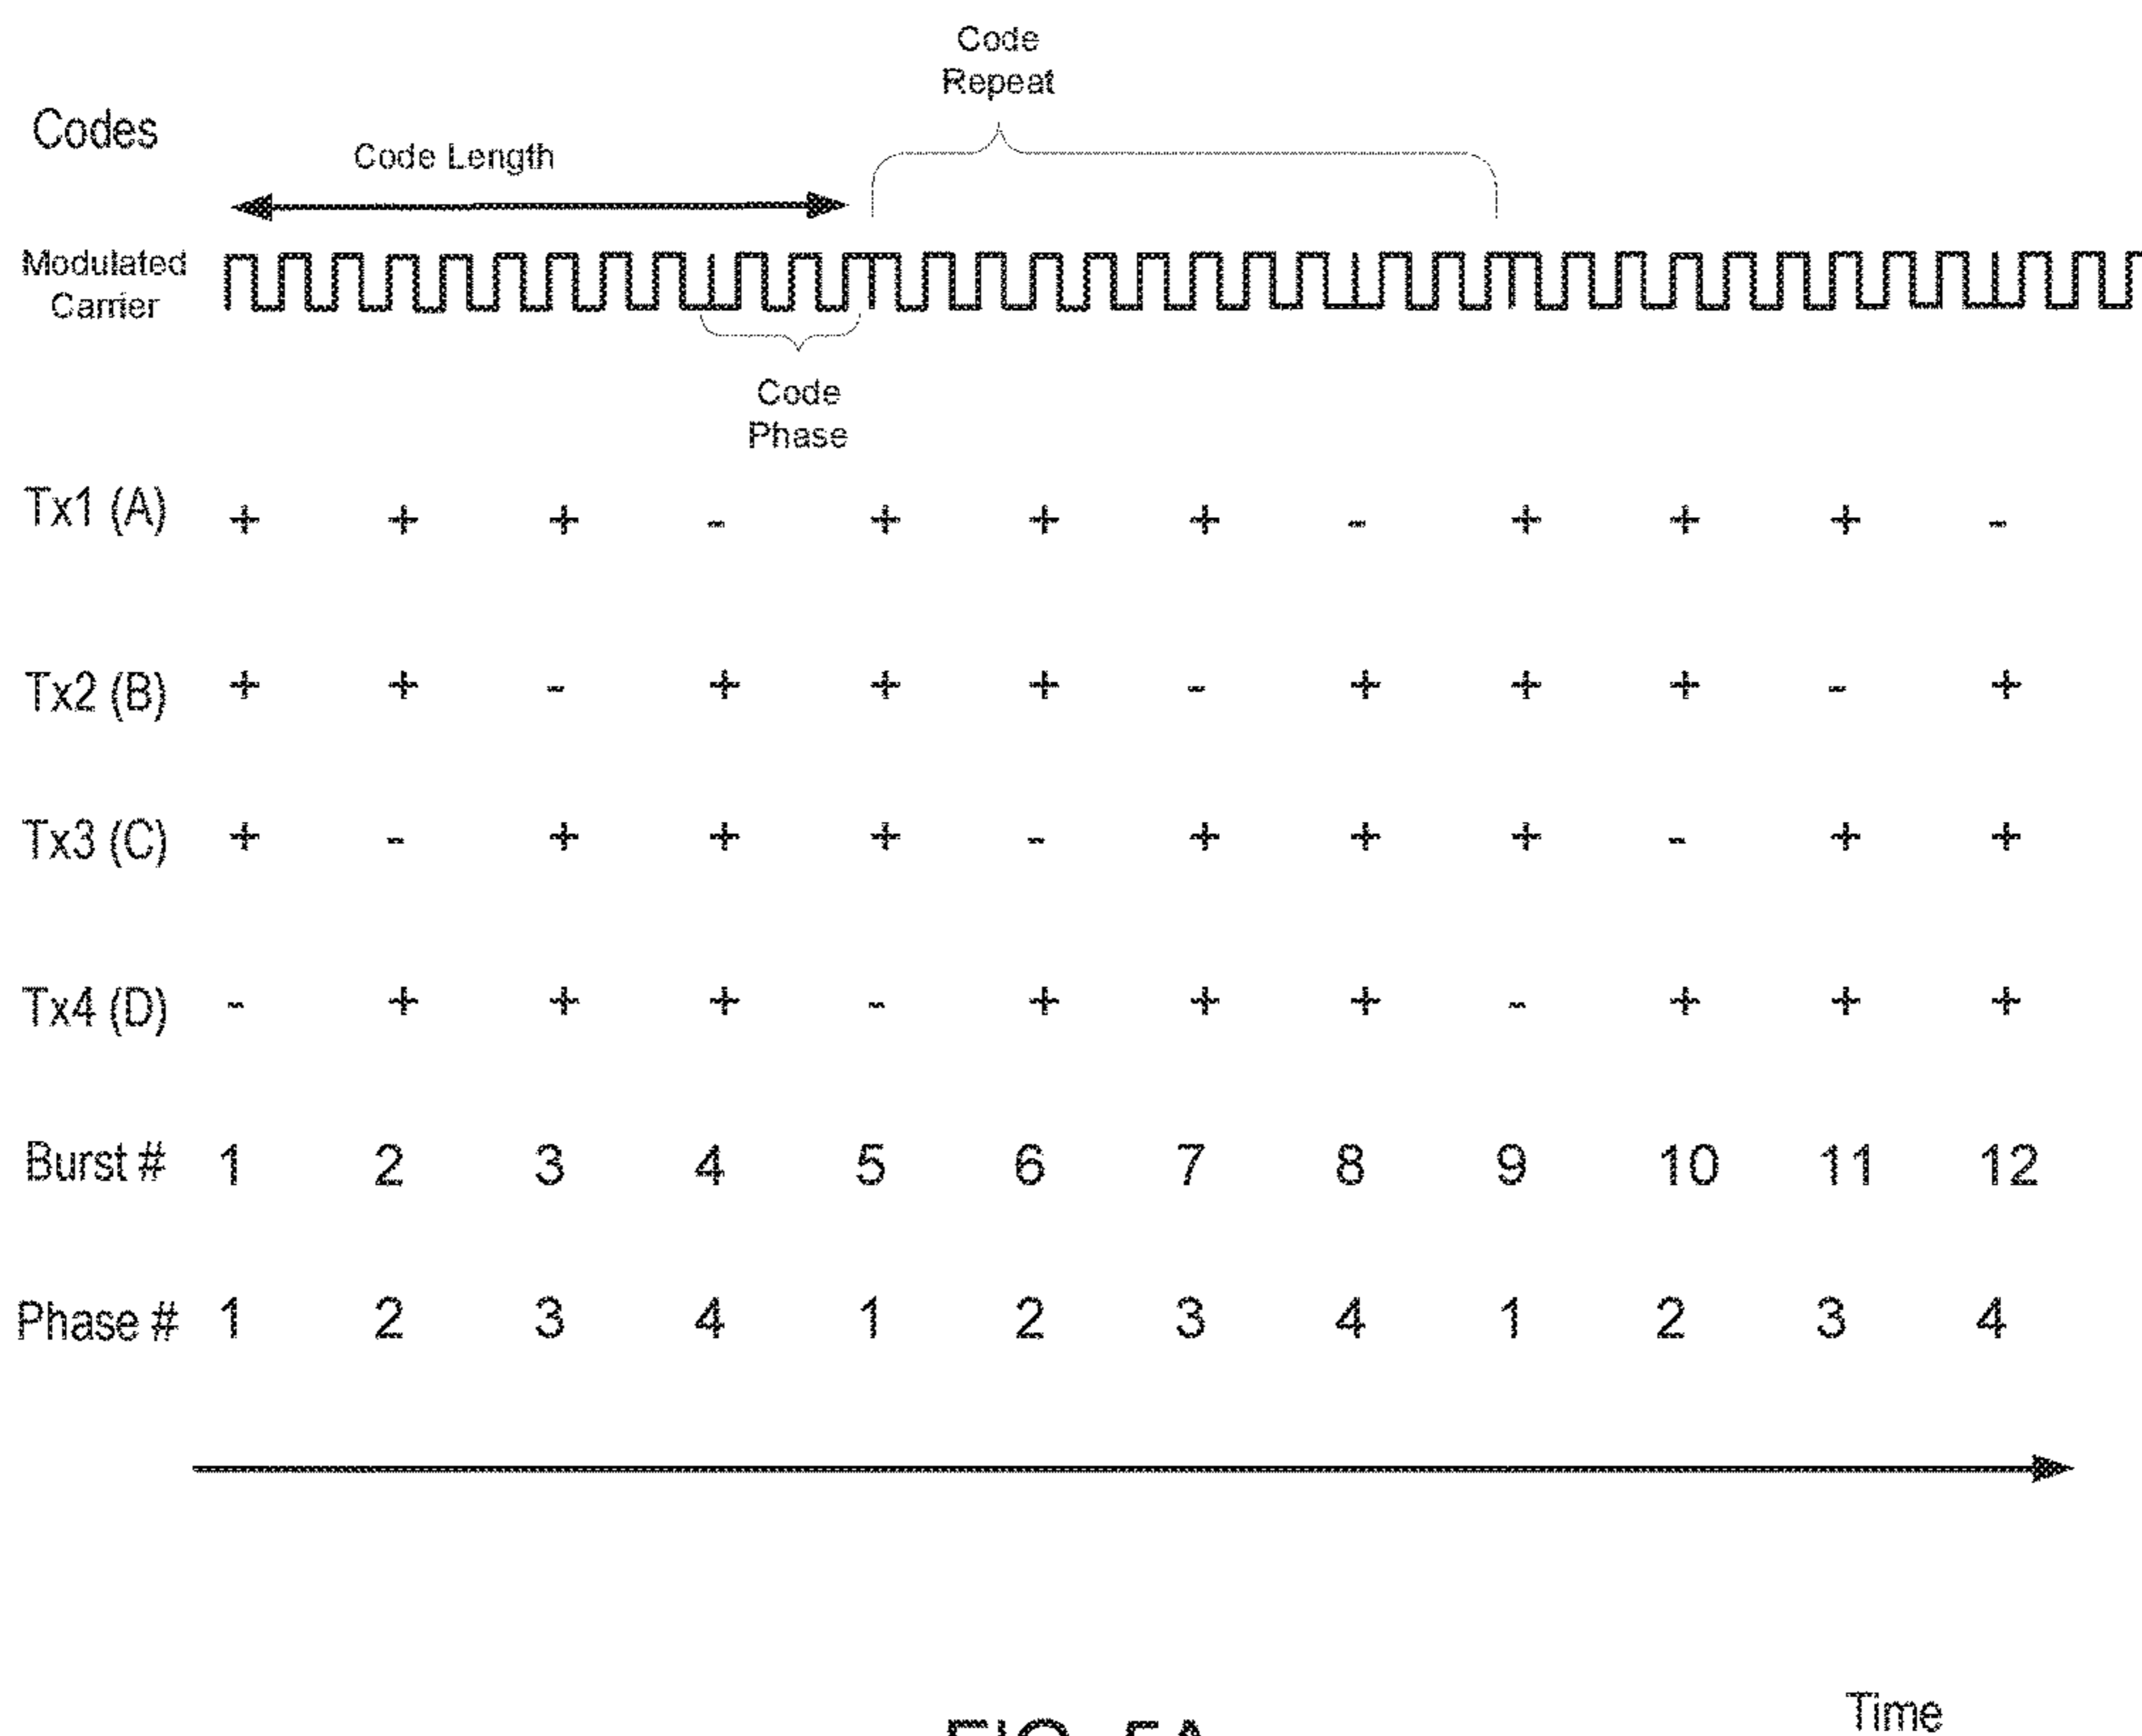 Code
Repeat
Codes
Code Length
Modulated
Carrier
Code
Phase
Tx1 (A) + + + - + + + - + + + -
Tx2 (B) + + - + + + - + + + - +
Tx3 (C) + - + + + - + + + - + +
Tx4 (D) - + + + - + + + - + + +
Burst # 1 2 3 4 5 6 7 8 9 10 11 12
Phase # 1 2 3 4 1 2 3 4 1 2 3 4
Time
FIG. 5A